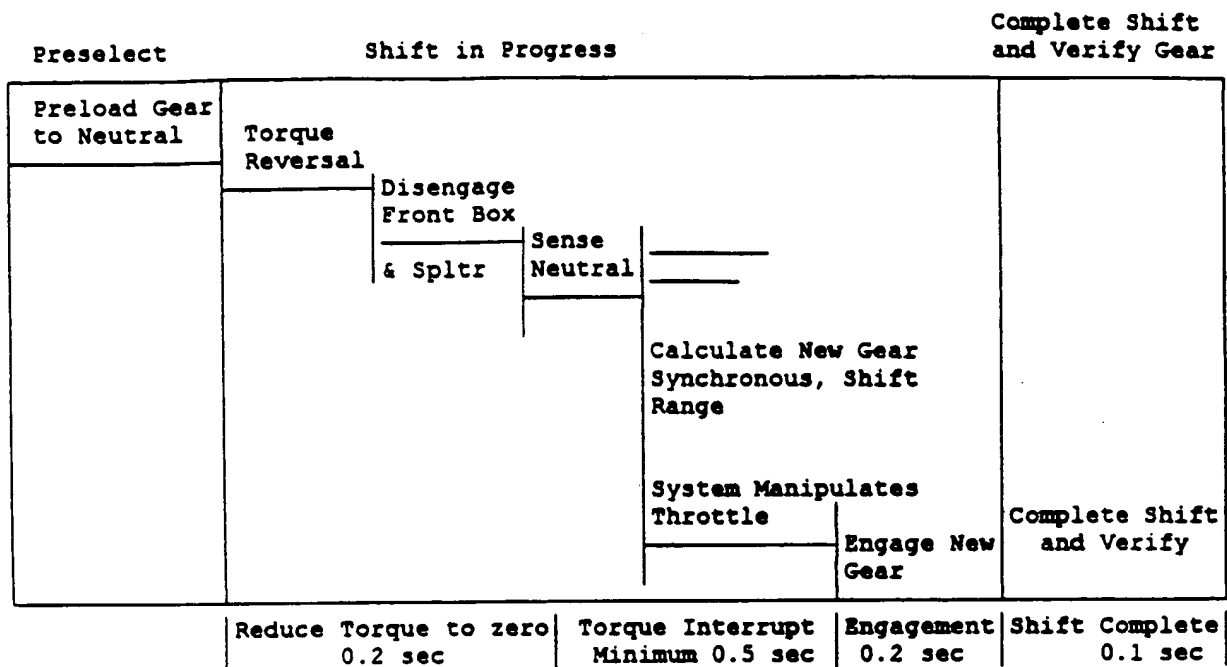 Preselect
Shift in Progress
Complete Shift
and Verify Gear
Preload Gear
to Neutral
Torque
Reversal
Disengage
Front Box
& Spltr
Sense
Neutral
Calculate New Gear
Synchronous, Shift
Range
System Manipulates
Throttle
Engage New
Gear
Complete Shift
and Verify
Reduce Torque to zero
0.2 sec
Torque Interrupt
Minimum 0.5 sec
Engagement
0.2 sec
Shift Complete
0.1 sec